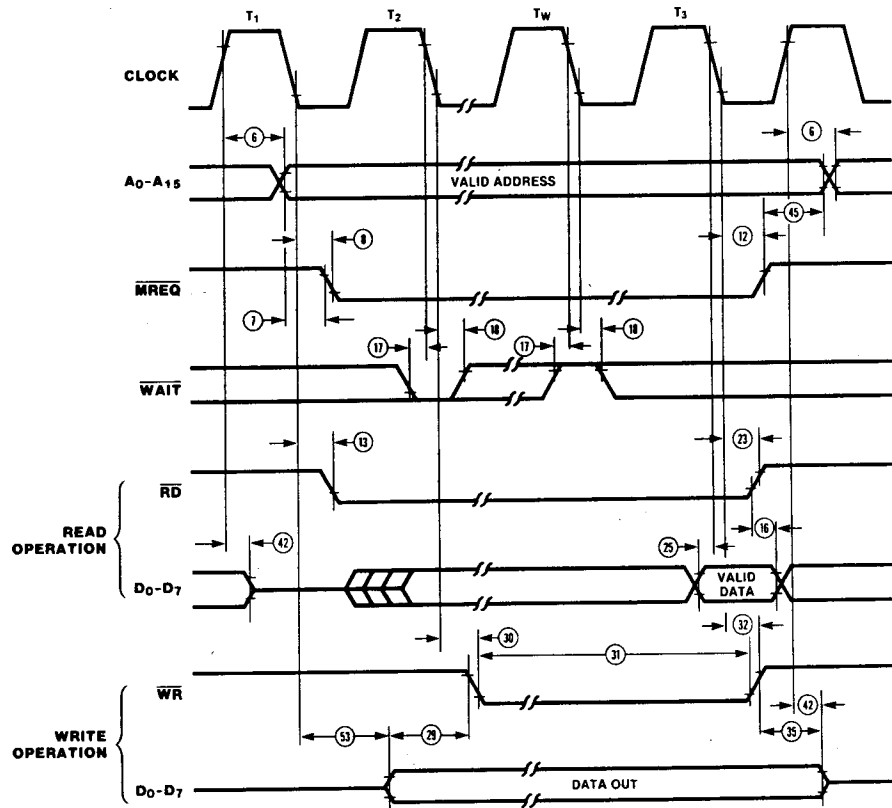 T1 T2 TW T3
CLOCK
6 6
A0-A15 VALID ADDRESS
45
8 12
MREQ
7
17 18 17 18
WAIT
13 23
RD
READ OPERATION
42 25 16
D0-D7 VALID DATA
32
30
31
WR
42
WRITE OPERATION
53 29 35
D0-D7 DATA OUT